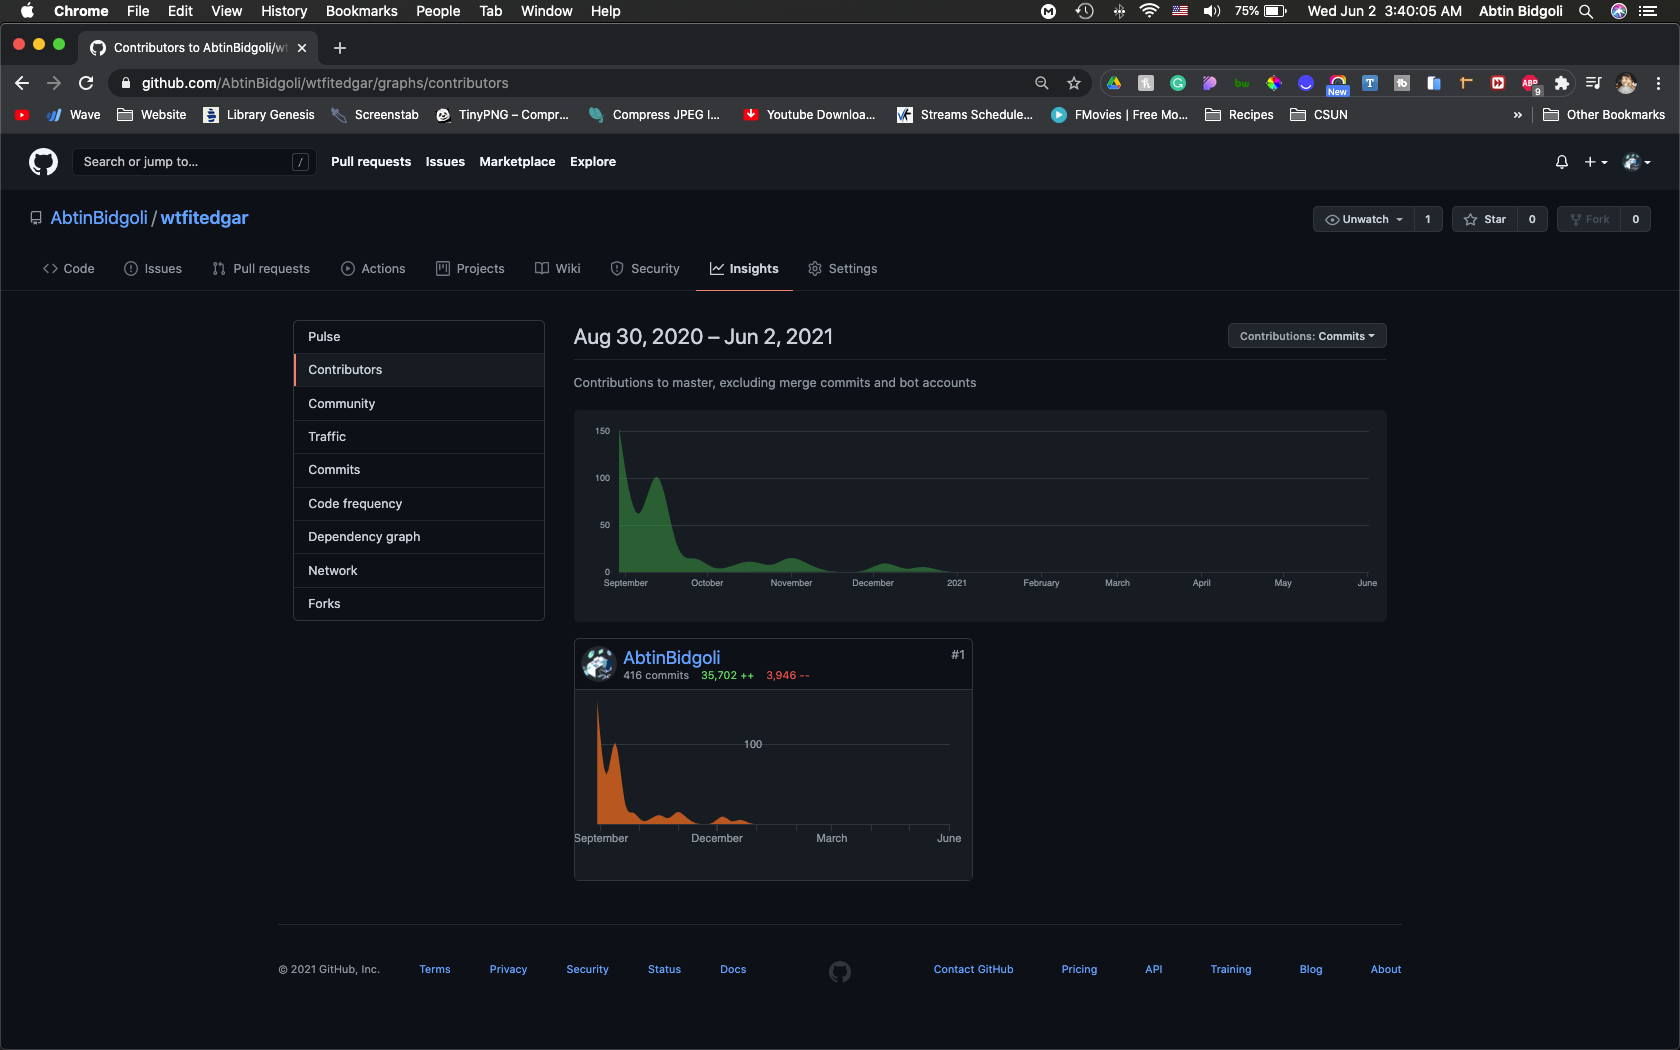 Chrome File Edit View History Bookmarks People Tab Window Help 75% Wed Jun 2 3:40:05 AM Abtin Bidgoli
Contributors to AbtinBidgoli/wt
github.com/AbtinBidgoli/wtfitedgar/graphs/contributors
New
ABP
9
Wave Website Library Genesis Screenstab TinyPNG – Compr... Compress JPEG I... Youtube Downloa... Streams Schedule... FMovies | Free Mo... Recipes CSUN » Other Bookmarks
Search or jump to... / Pull requests Issues Marketplace Explore
AbtinBidgoli / wtfitedgar Unwatch 1 Star 0 Fork 0
Code Issues Pull requests Actions Projects Wiki Security Insights Settings
Pulse
Contributors
Community
Traffic
Commits
Code frequency
Dependency graph
Network
Forks
Aug 30, 2020 – Jun 2, 2021 Contributions: Commits
Contributions to master, excluding merge commits and bot accounts
150
100
50
0
September October November December 2021 February March April May June
AbtinBidgoli #1
416 commits 35,702 ++ 3,946 --
100
September December March June
© 2021 GitHub, Inc. Terms Privacy Security Status Docs Contact GitHub Pricing API Training Blog About